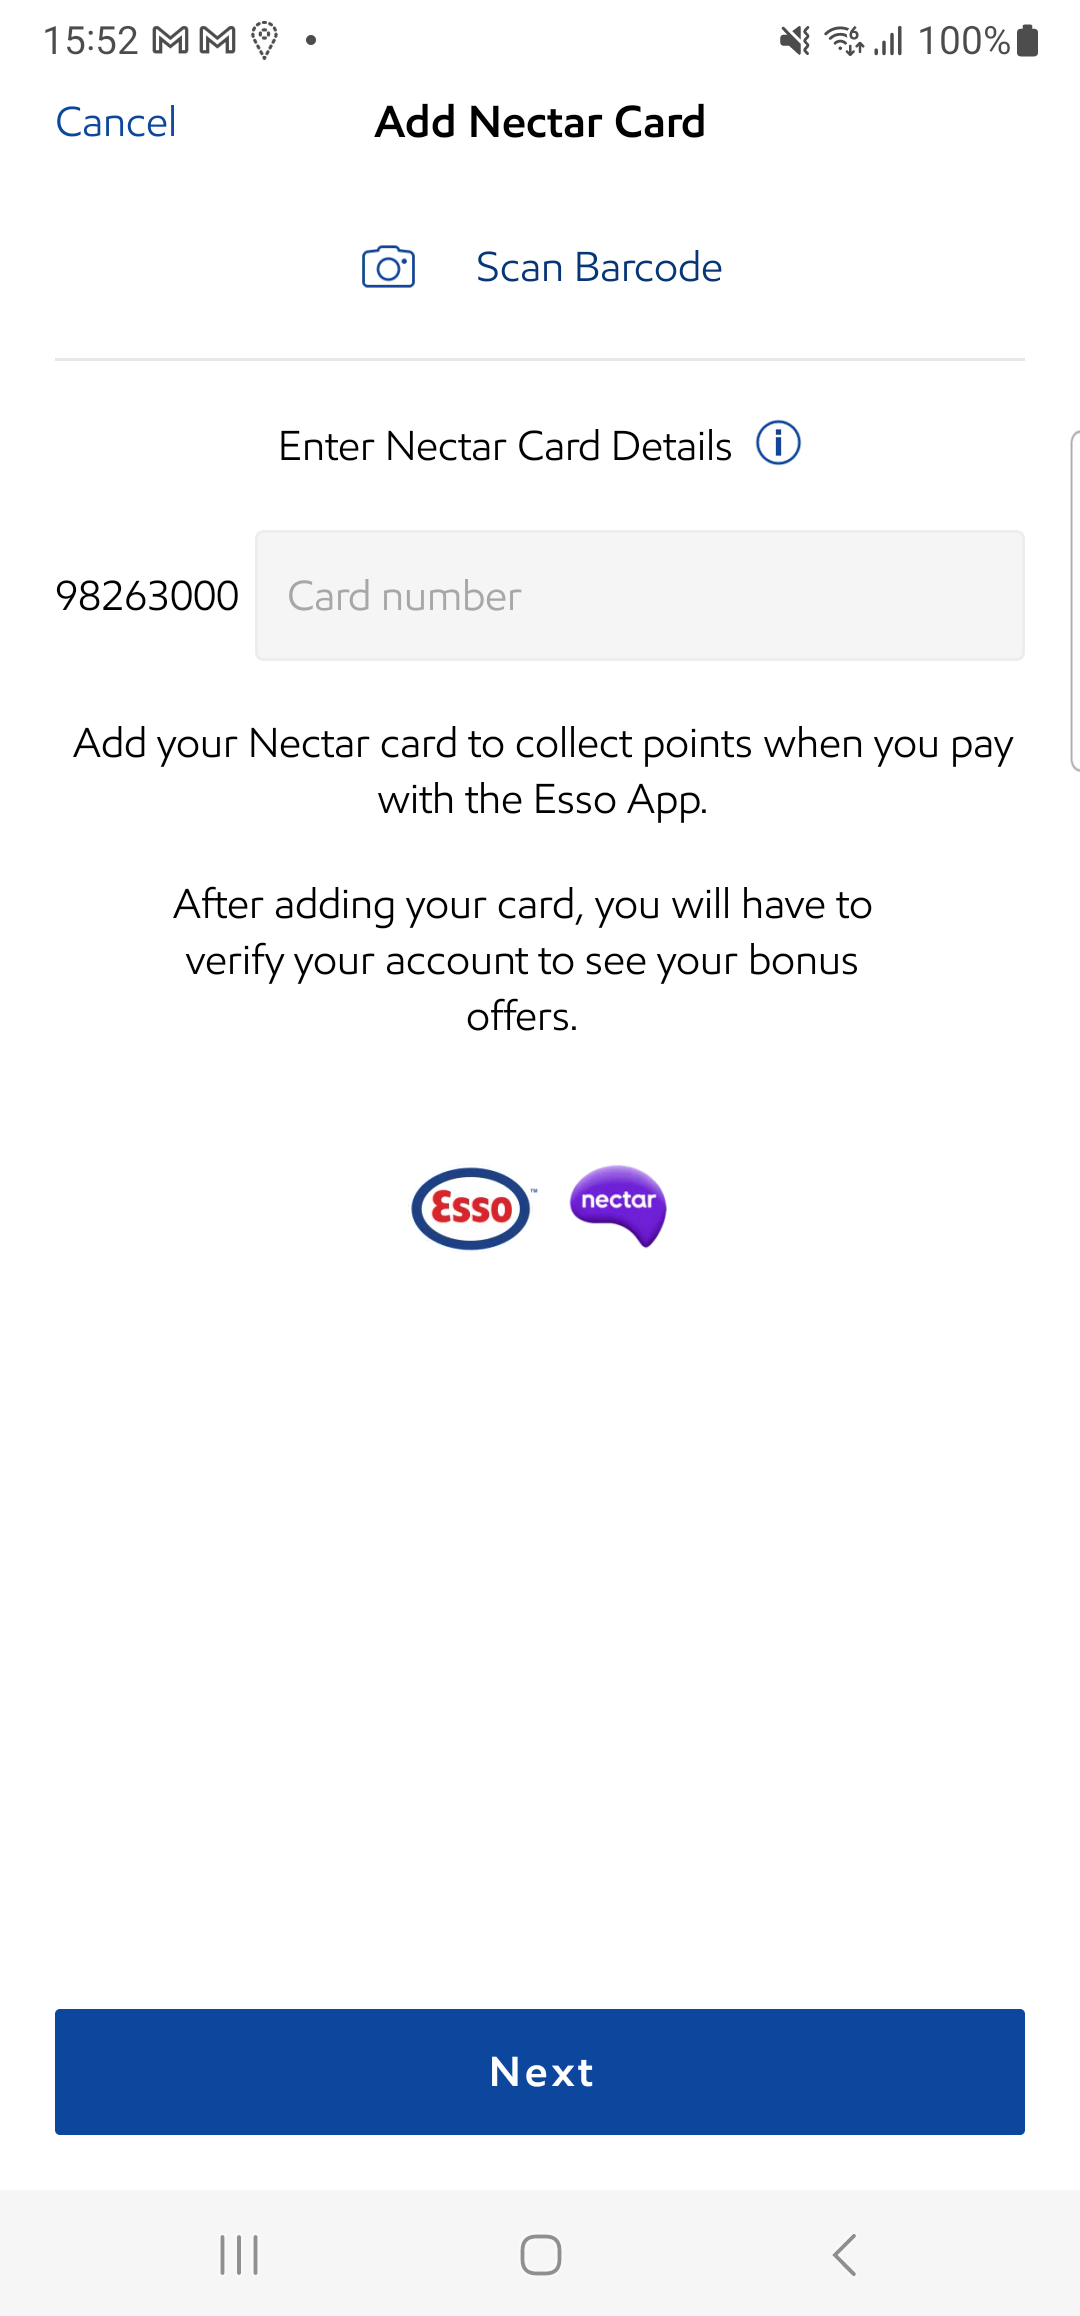 15:52
100%
Cancel
Add Nectar Card
Scan Barcode
Enter Nectar Card Details
98263000
Card number
Add your Nectar card to collect points when you pay
with the Esso App.
After adding your card, you will have to
verify your account to see your bonus
offers.
Esso™
nectar
Next